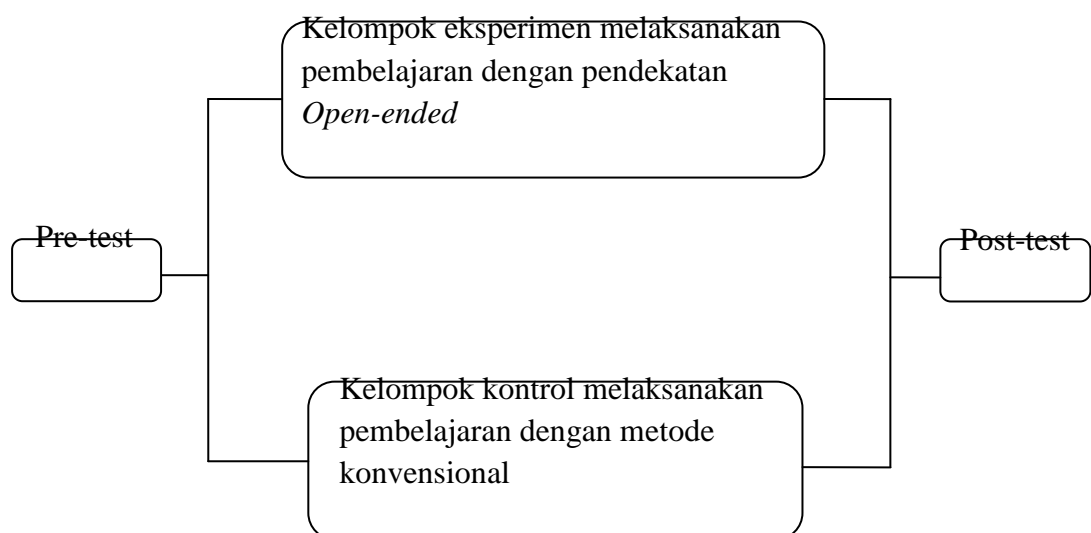 Kelompok eksperimen melaksanakan
pembelajaran dengan pendekatan
Open-ended
Pre-test
Post-test
Kelompok kontrol melaksanakan
pembelajaran dengan metode
konvensional